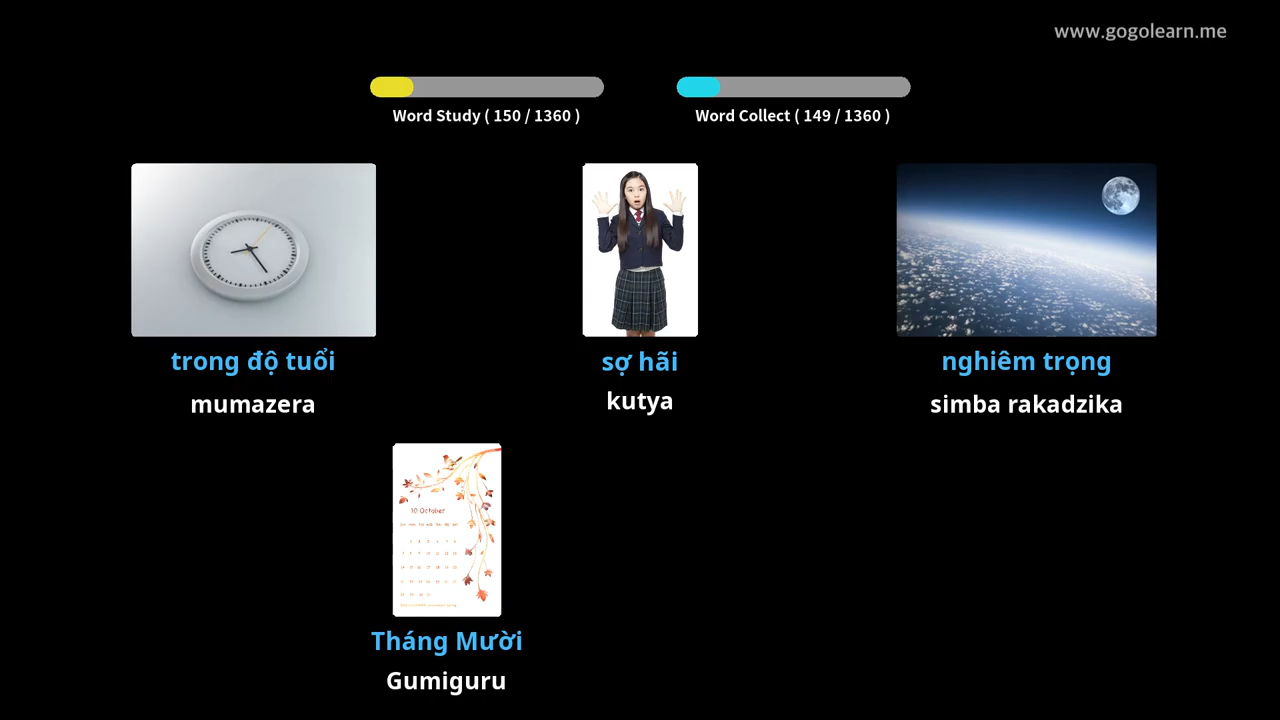 www.gogolearn.me
Word Study ( 150 / 1360 )
Word Collect ( 149 / 1360 )
trong độ tuổi
mumazera
sợ hãi
kutya
nghiêm trọng
simba rakadzika
10 October
Tháng Mười
Gumiguru